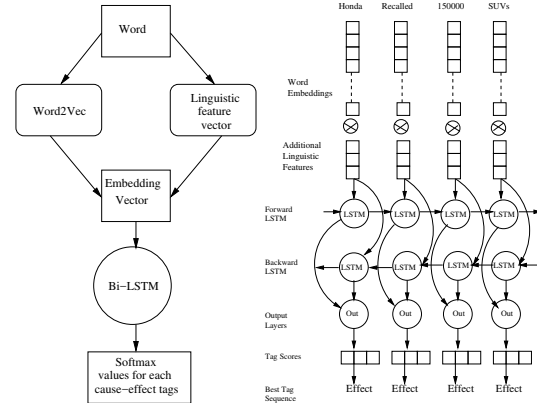 Word
Word2Vec
Linguistic
feature
vector
Embedding
Vector
Bi-LSTM
Softmax
values for each
cause-effect tags
Honda Recalled 150000 SUVs
Word
Embeddings
Additional
Linguistic
Features
Forward
LSTM
LSTM LSTM LSTM LSTM
Backward
LSTM
LSTM LSTM LSTM LSTM
Output
Layers
Out Out Out Out
Tag Scores
Best Tag
Sequence
Effect Effect Effect Effect